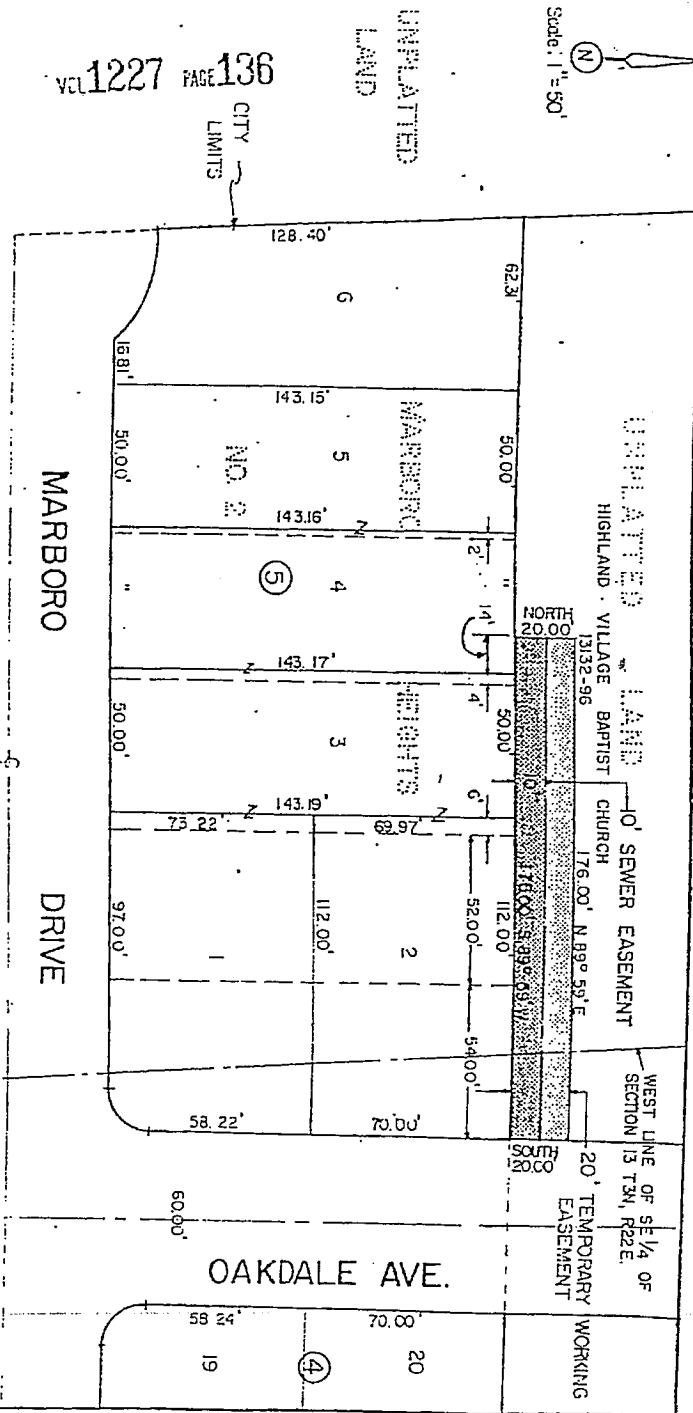 Scale: 1" = 50'
N
UNPLATTED
LAND
VOL 1227 PAGE 136
CITY
LIMITS
UNPLATTED LAND
HIGHLAND VILLAGE BAPTIST CHURCH
13132-96
10' SEWER EASEMENT
176.00' N 89° 59' E
WEST LINE OF SE 1/4 OF
SECTION 13 T3N, R22E.
20' TEMPORARY WORKING
EASEMENT
NORTH
20.00'
10'
176.00' S 89° 59' W
SOUTH
20.00'
62.31'
50.00'
"
50.00'
112.00'
2'
14'
4'
6'
52.00'
54.00'
128.40'
6
143.15'
5
143.16'
Z
4
143.17'
Z
3
143.19'
Z
Z
73.22'
69.97'
112.00'
2
1
MARBORO
HEIGHTS
NO. 2
5
16.81'
50.00'
"
50.00'
97.00'
58.22'
70.00'
MARBORO DRIVE
60.00'
OAKDALE AVE.
58.24'
70.00'
19
4
20